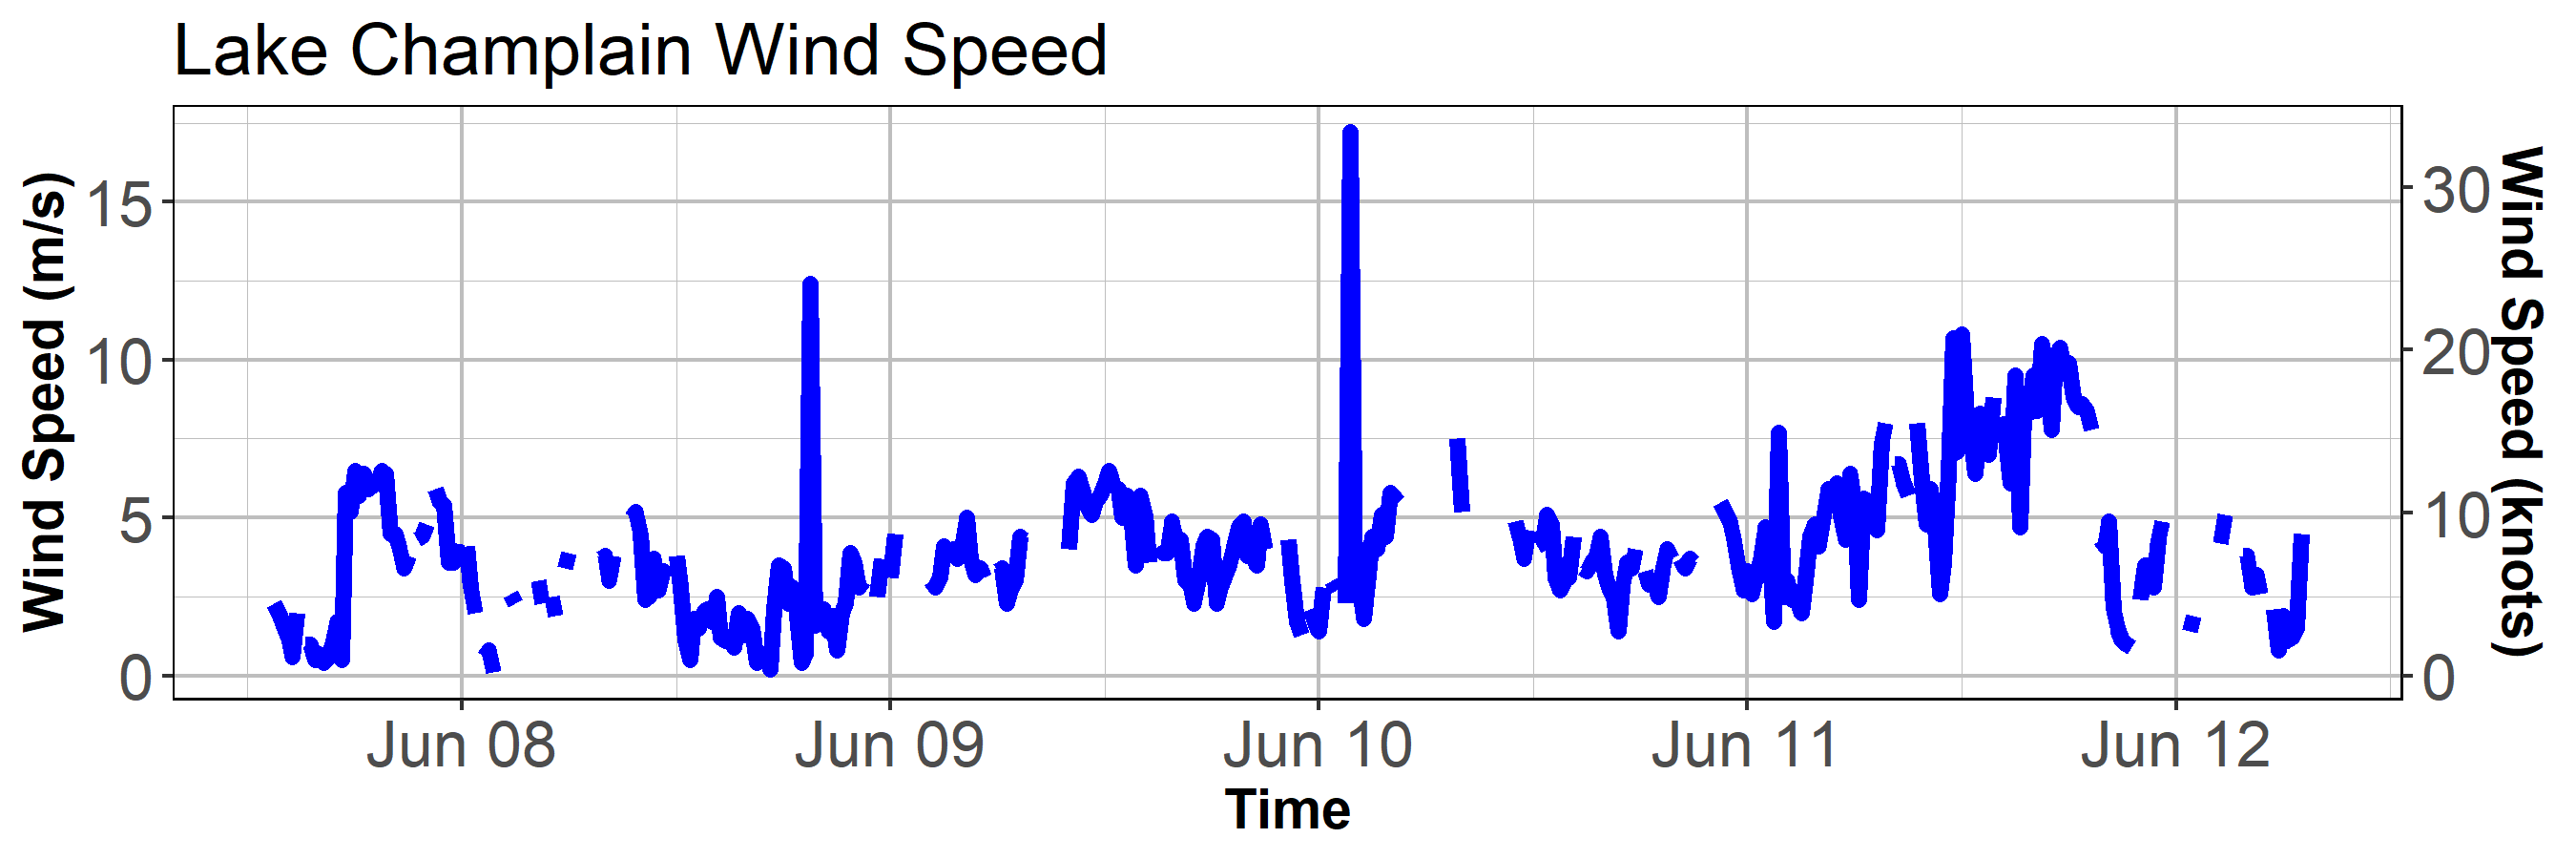 Lake Champlain Wind Speed
Wind Speed (m/s)
15
10
5
0
30
20
10
0
Wind Speed (knots)
Jun 08 Jun 09 Jun 10 Jun 11 Jun 12
Time